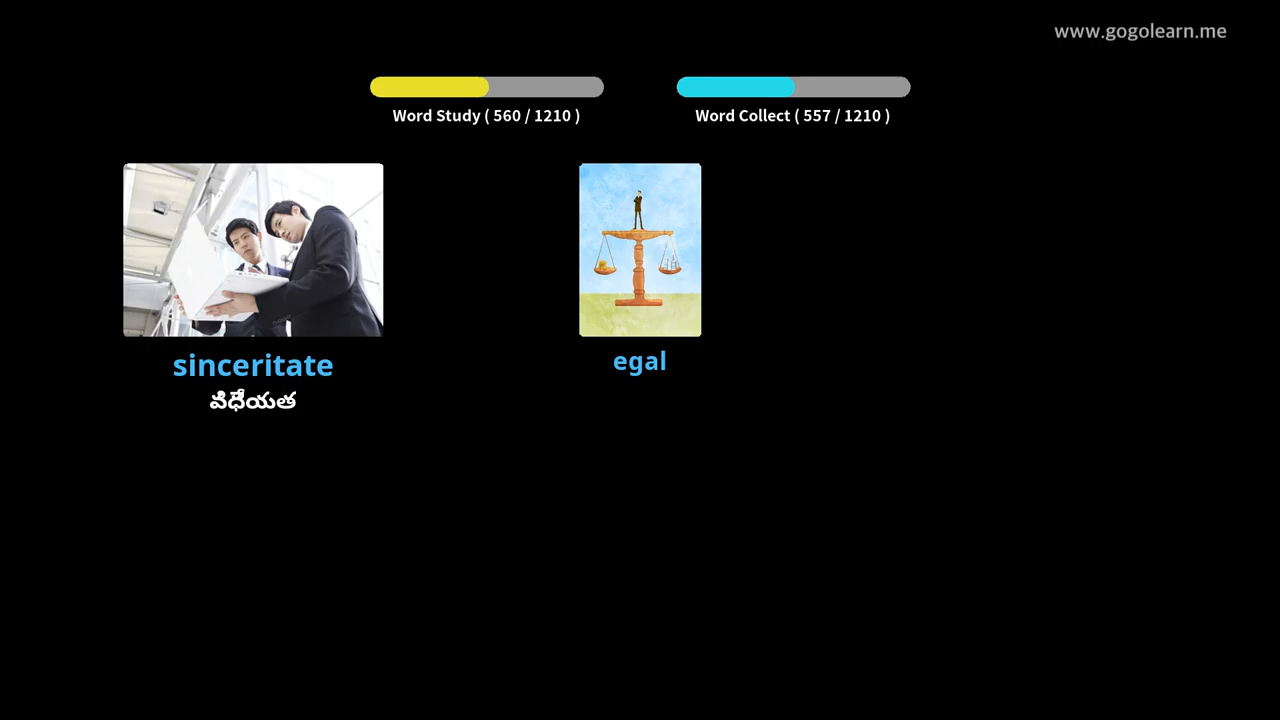 www.gogolearn.me
Word Study ( 560 / 1210 )
Word Collect ( 557 / 1210 )
sinceritate
విధేయత
egal